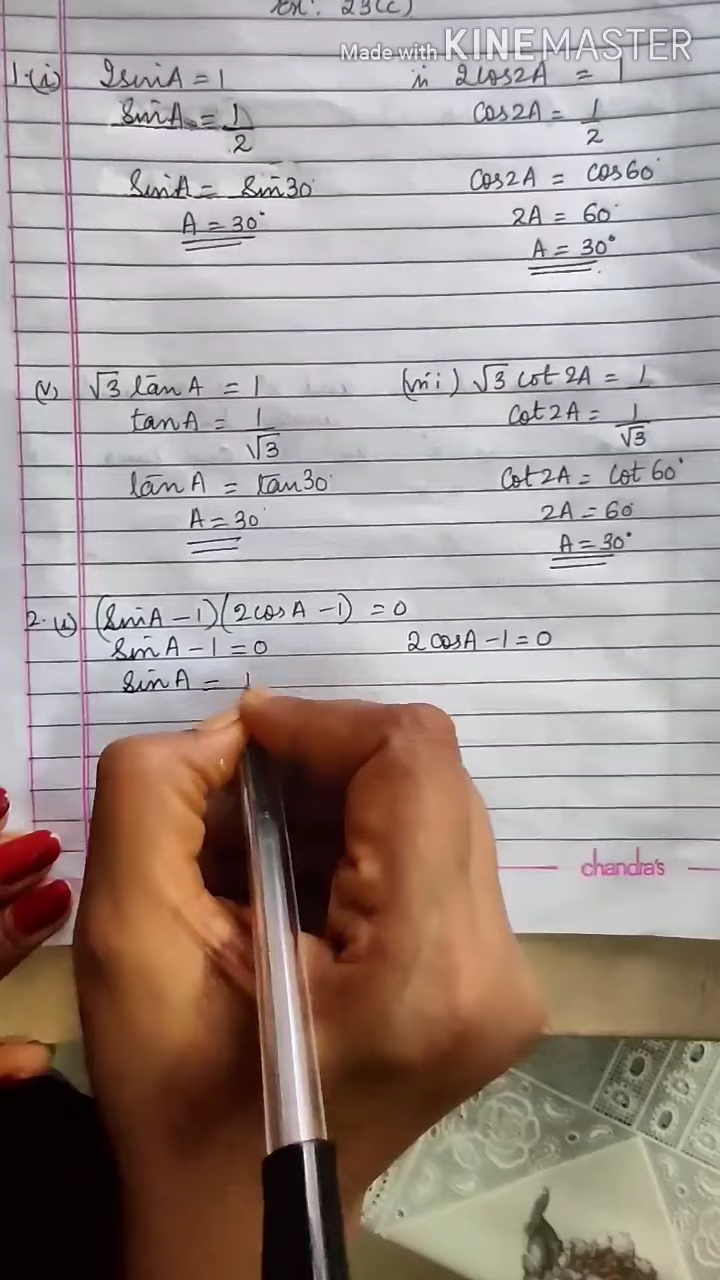 Ex: 23(c)
Made with KINEMASTER
1.(i) 2sinA = 1
sinA = 1/2
sinA = sin30°
A = 30°
ii 2cos2A = 1
cos2A = 1/2
cos2A = cos60°
2A = 60°
A = 30°
(v) √3 tanA = 1
tanA = 1/√3
tanA = tan30°
A = 30°
(viii) √3 cot2A = 1
cot2A = 1/√3
cot2A = cot60°
2A = 60
A = 30°
2.(i) (sinA − 1)(2cosA − 1) = 0
sinA − 1 = 0
sinA = 1
2cosA − 1 = 0
chandra's